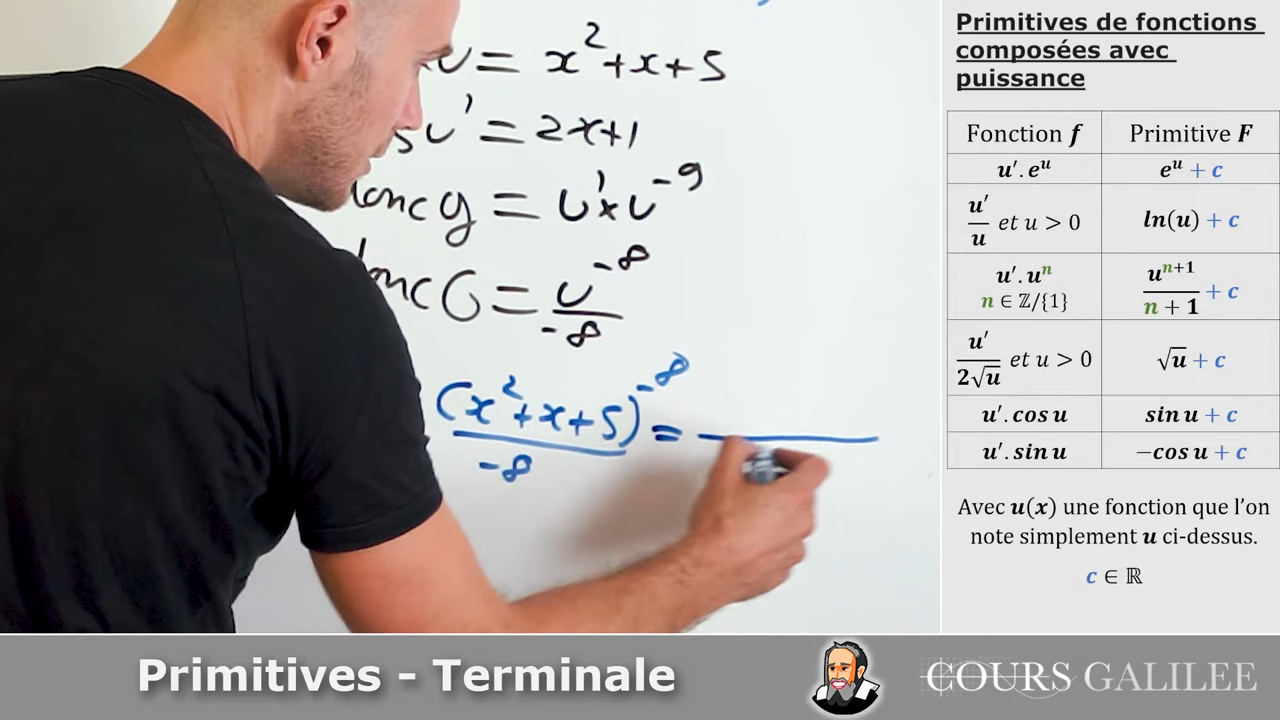 u = x²+x+5
u' = 2x+1
donc g = u'×u⁻⁹
donc G = u⁻⁸
-8
(x²+x+5)⁻⁸ =
-8
Primitives de fonctions
composées avec
puissance
Fonction f Primitive F
u'.eᵘ eᵘ + c
u'/u et u > 0 ln(u) + c
u'.uⁿ uⁿ⁺¹/n + 1 + c
n ∈ ℤ/{1}
u'/2√u et u > 0 √u + c
u'.cos u sin u + c
u'.sin u −cos u + c
Avec u(x) une fonction que l'on
note simplement u ci-dessus.
c ∈ ℝ
Primitives - Terminale
COURS GALILEE